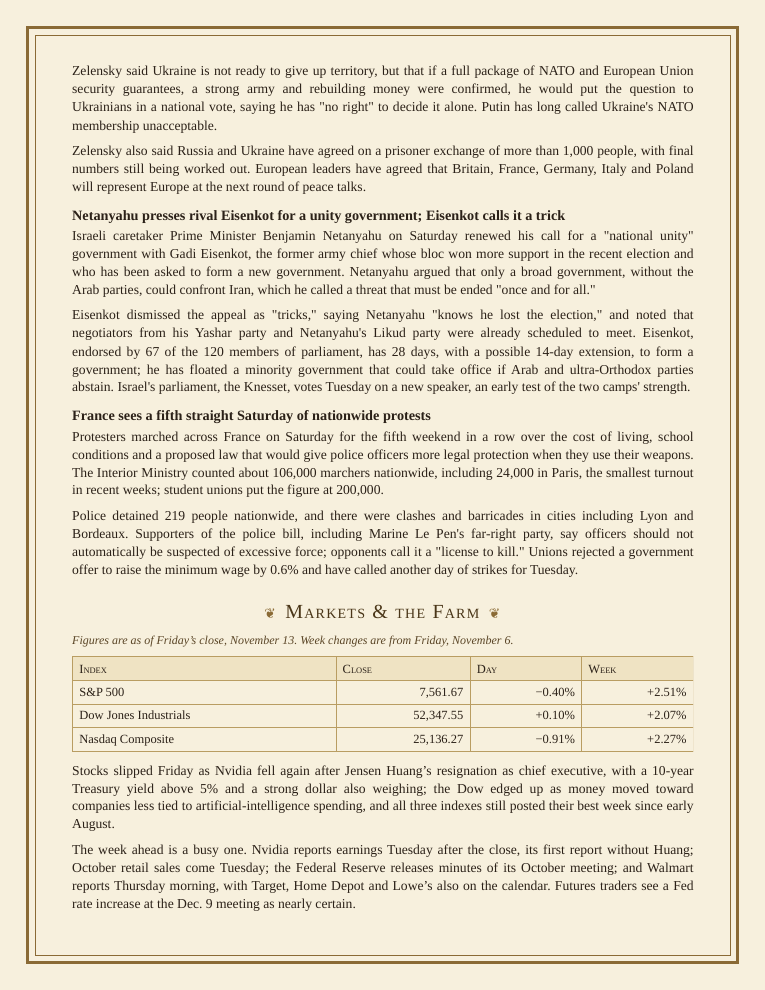 Zelensky said Ukraine is not ready to give up territory, but that if a full package of NATO and European Union
security guarantees, a strong army and rebuilding money were confirmed, he would put the question to
Ukrainians in a national vote, saying he has "no right" to decide it alone. Putin has long called Ukraine's NATO
membership unacceptable.
Zelensky also said Russia and Ukraine have agreed on a prisoner exchange of more than 1,000 people, with final
numbers still being worked out. European leaders have agreed that Britain, France, Germany, Italy and Poland
will represent Europe at the next round of peace talks.
Netanyahu presses rival Eisenkot for a unity government; Eisenkot calls it a trick
Israeli caretaker Prime Minister Benjamin Netanyahu on Saturday renewed his call for a "national unity"
government with Gadi Eisenkot, the former army chief whose bloc won more support in the recent election and
who has been asked to form a new government. Netanyahu argued that only a broad government, without the
Arab parties, could confront Iran, which he called a threat that must be ended "once and for all."
Eisenkot dismissed the appeal as "tricks," saying Netanyahu "knows he lost the election," and noted that
negotiators from his Yashar party and Netanyahu's Likud party were already scheduled to meet. Eisenkot,
endorsed by 67 of the 120 members of parliament, has 28 days, with a possible 14-day extension, to form a
government; he has floated a minority government that could take office if Arab and ultra-Orthodox parties
abstain. Israel's parliament, the Knesset, votes Tuesday on a new speaker, an early test of the two camps' strength.
France sees a fifth straight Saturday of nationwide protests
Protesters marched across France on Saturday for the fifth weekend in a row over the cost of living, school
conditions and a proposed law that would give police officers more legal protection when they use their weapons.
The Interior Ministry counted about 106,000 marchers nationwide, including 24,000 in Paris, the smallest turnout
in recent weeks; student unions put the figure at 200,000.
Police detained 219 people nationwide, and there were clashes and barricades in cities including Lyon and
Bordeaux. Supporters of the police bill, including Marine Le Pen's far-right party, say officers should not
automatically be suspected of excessive force; opponents call it a "license to kill." Unions rejected a government
offer to raise the minimum wage by 0.6% and have called another day of strikes for Tuesday.
❦ Markets & the Farm ❦
Figures are as of Friday’s close, November 13. Week changes are from Friday, November 6.
Index Close Day Week
S&P 500 7,561.67 −0.40% +2.51%
Dow Jones Industrials 52,347.55 +0.10% +2.07%
Nasdaq Composite 25,136.27 −0.91% +2.27%
Stocks slipped Friday as Nvidia fell again after Jensen Huang’s resignation as chief executive, with a 10-year
Treasury yield above 5% and a strong dollar also weighing; the Dow edged up as money moved toward
companies less tied to artificial-intelligence spending, and all three indexes still posted their best week since early
August.
The week ahead is a busy one. Nvidia reports earnings Tuesday after the close, its first report without Huang;
October retail sales come Tuesday; the Federal Reserve releases minutes of its October meeting; and Walmart
reports Thursday morning, with Target, Home Depot and Lowe’s also on the calendar. Futures traders see a Fed
rate increase at the Dec. 9 meeting as nearly certain.